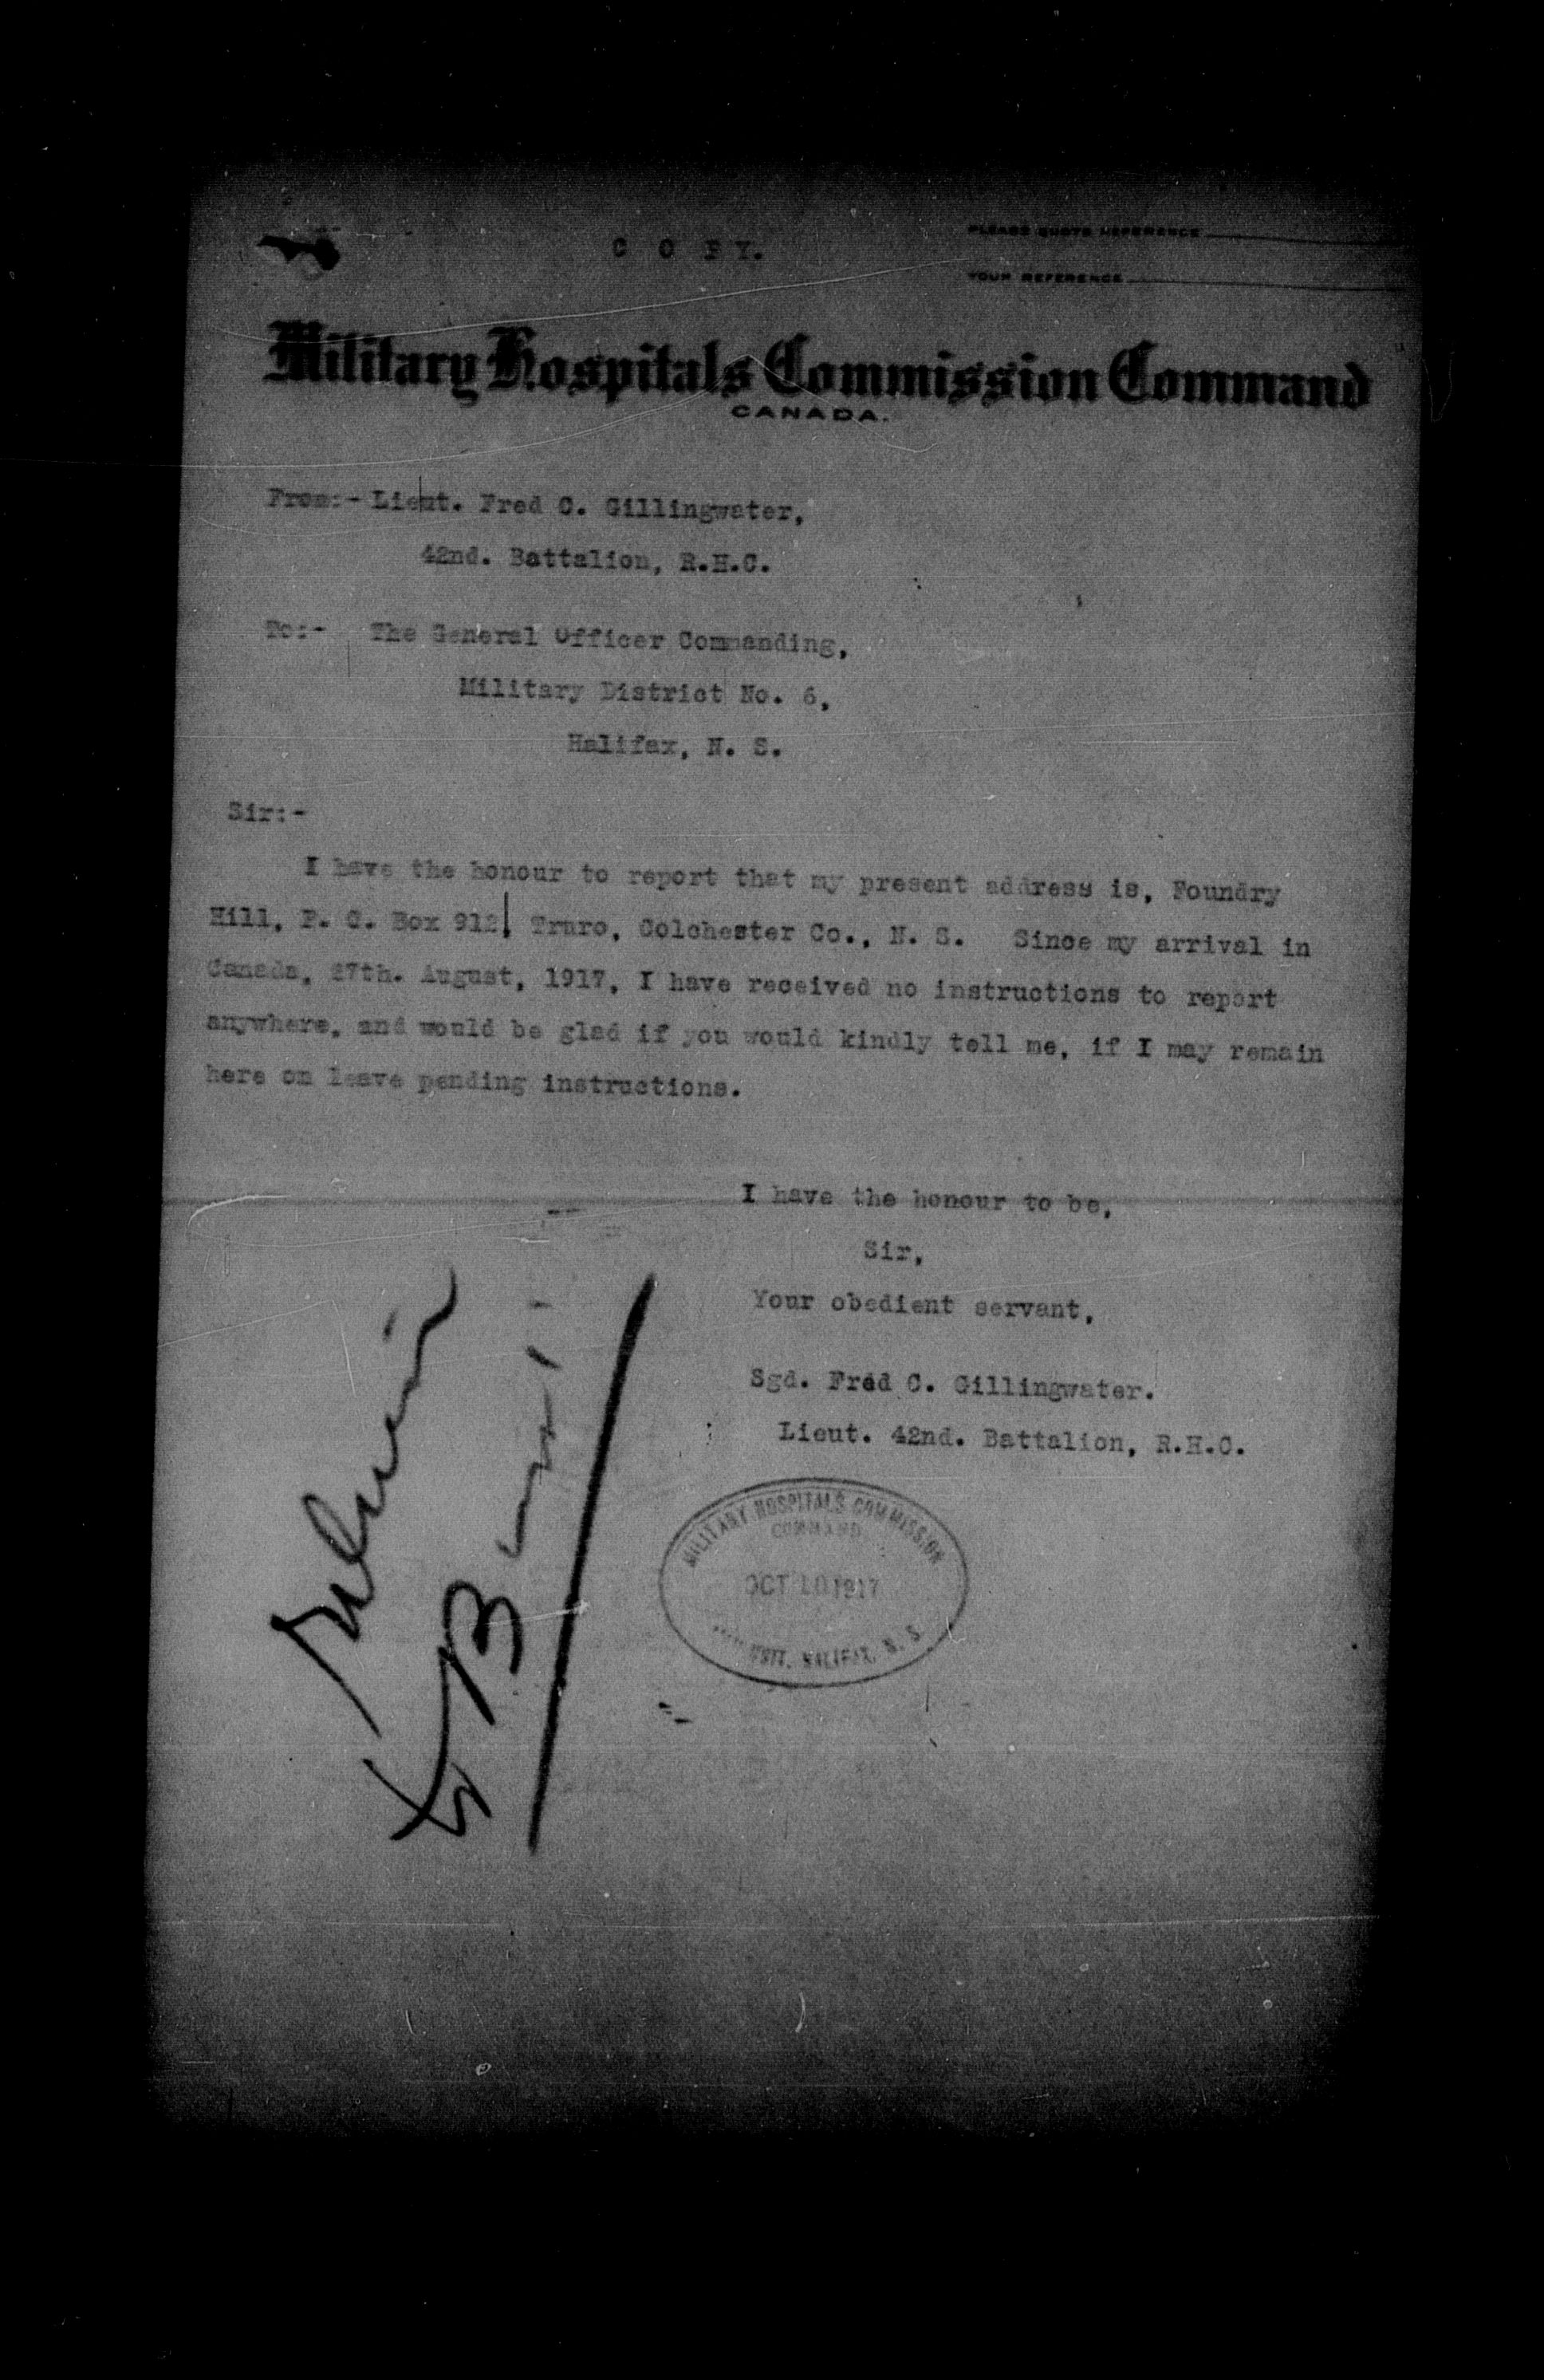 C O P Y.
PLEASE QUOTE REFERENCE
YOUR REFERENCE
Military Hospitals Commission Command
CANADA.
From:- Lieut. Fred C. Gillingwater,
42nd. Battalion, R.H.C.
To:- The General Officer Commanding,
Military District No. 6,
Halifax, N. S.
Sir:-
I have the honour to report that my present address is, Foundry
Hill, P. O. Box 912, Truro, Colchester Co., N. S. Since my arrival in
Canada, 27th. August, 1917, I have received no instructions to report
anywhere, and would be glad if you would kindly tell me, if I may remain
here on leave pending instructions.
I have the honour to be,
Sir,
Your obedient servant,
Sgd. Fred C. Gillingwater.
Lieut. 42nd. Battalion, R.H.C.
MILITARY HOSPITALS COMMISSION
COMMAND
OCT 10 1917
UNIT, HALIFAX, N. S.